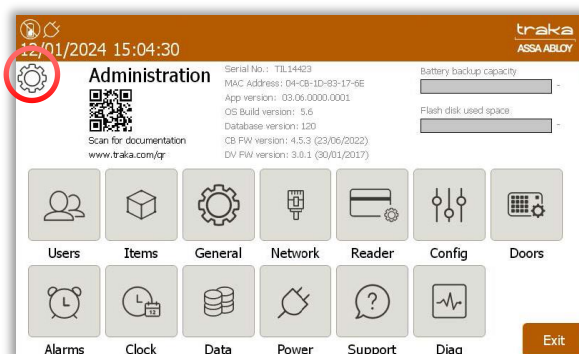 traka
ASSA ABLOY
12/01/2024 15:04:30
Administration
Scan for documentation
www.traka.com/qr
Serial No.: TIL14423
MAC Address: 04-CB-1D-83-17-6E
App version: 03.06.0000.0001
OS Build version: 5.6
Database version: 120
CB FW version: 4.5.3 (23/06/2022)
DV FW version: 3.0.1 (30/01/2017)
Battery backup capacity
-
Flash disk used space
-
Users
Items
General
Network
Reader
Config
Doors
12
Alarms
Clock
Data
Power
Support
Diag
Exit